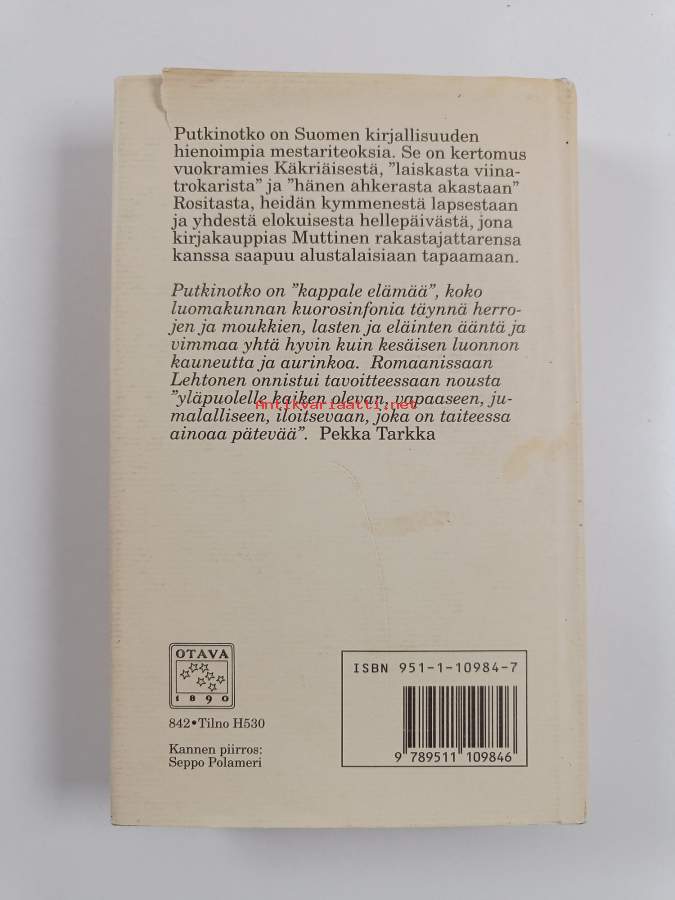 Putkinotko on Suomen kirjallisuuden
hienoimpia mestariteoksia. Se on kertomus
vuokramies Käkriäisestä, "laiskasta viina-
trokarista" ja "hänen ahkerasta akastaan"
Rositasta, heidän kymmenestä lapsestaan
ja yhdestä elokuisesta hellepäivästä, jona
kirjakauppias Muttinen rakastajattarensa
kanssa saapuu alustalaisiaan tapaamaan.
Putkinotko on "kappale elämää", koko
luomakunnan kuorosinfonia täynnä herro-
jen ja moukkien, lasten ja eläinten ääntä ja
vimmaa yhtä hyvin kuin kesäisen luonnon
kauneutta ja aurinkoa. Romaanissaan
Lehtonen onnistui tavoitteessaan nousta
"yläpuolelle kaiken olevan, vapaaseen, ju-
Antikvariaatti.net
malalliseen, iloitsevaan, joka on taiteessa
ainoaa pätevää". Pekka Tarkka
OTAVA
1890
842•Tilno H530
Kannen piirros:
Seppo Polameri
ISBN 951-1-10984-7
9 789511 109846